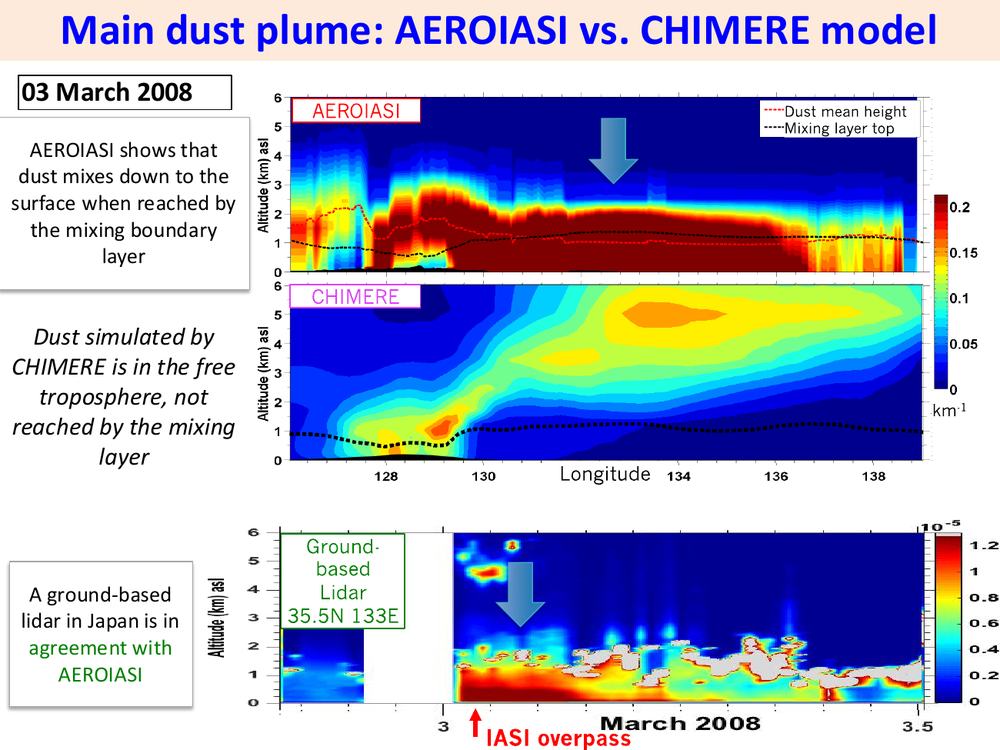 Main dust plume: AEROIASI vs. CHIMERE model
03 March 2008
AEROIASI shows that
dust mixes down to the
surface when reached by
the mixing boundary
layer
Dust simulated by
CHIMERE is in the free
troposphere, not
reached by the mixing
layer
A ground-based
lidar in Japan is in
agreement with
AEROIASI
AEROIASI
Dust mean height
Mixing layer top
Altitude (km) asl
6
5
4
3
2
1
0
CHIMERE
Altitude (km) asl
6
5
4
3
2
1
0
128
130
Longitude
134
136
138
0.2
0.15
0.1
0.05
0
km-1
Ground-
based
Lidar
35.5N 133E
Altitude (km) asl
6
5
4
3
2
1
0
3
March 2008
3.5
IASI overpass
10-5
1.2
1
0.8
0.6
0.4
0.2
0